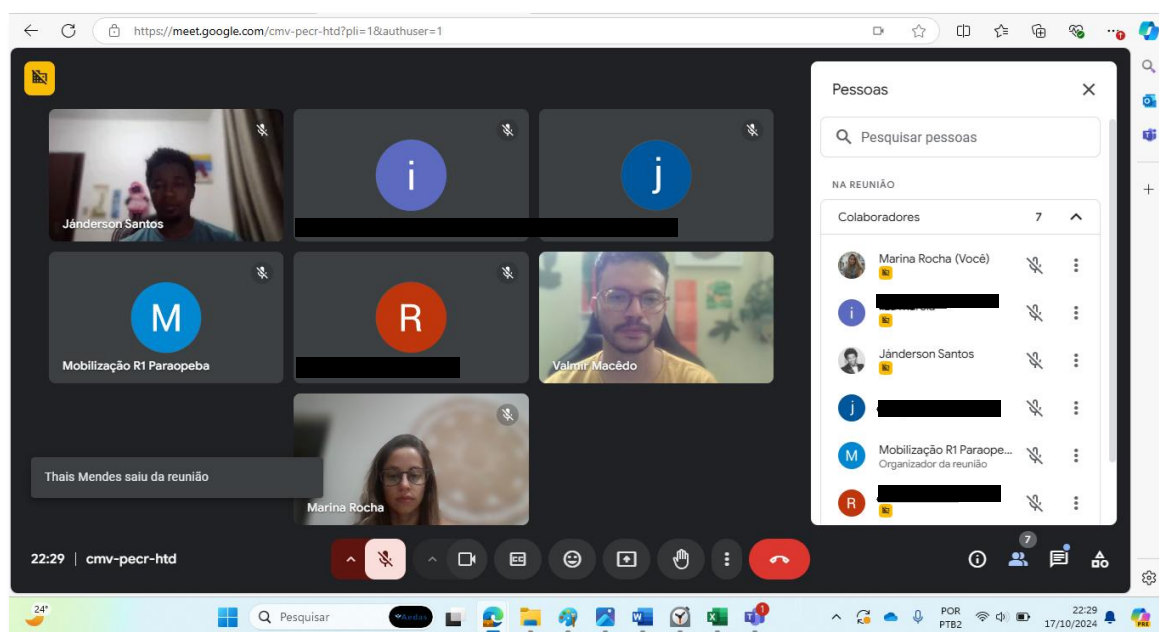 https://meet.google.com/cmv-pecr-htd?pli=1&authuser=1
Jánderson Santos
i
j
M
Mobilização R1 Paraopeba
R
Valmir Macêdo
Marina Rocha
Thais Mendes saiu da reunião
Pessoas
Pesquisar pessoas
NA REUNIÃO
Colaboradores 7
Marina Rocha (Você)
i
Jánderson Santos
j
M Mobilização R1 Paraope...
Organizador da reunião
R
22:29 | cmv-pecr-htd
7
24°
Pesquisar
Aedas
POR
PTB2
22:29
17/10/2024
PRE